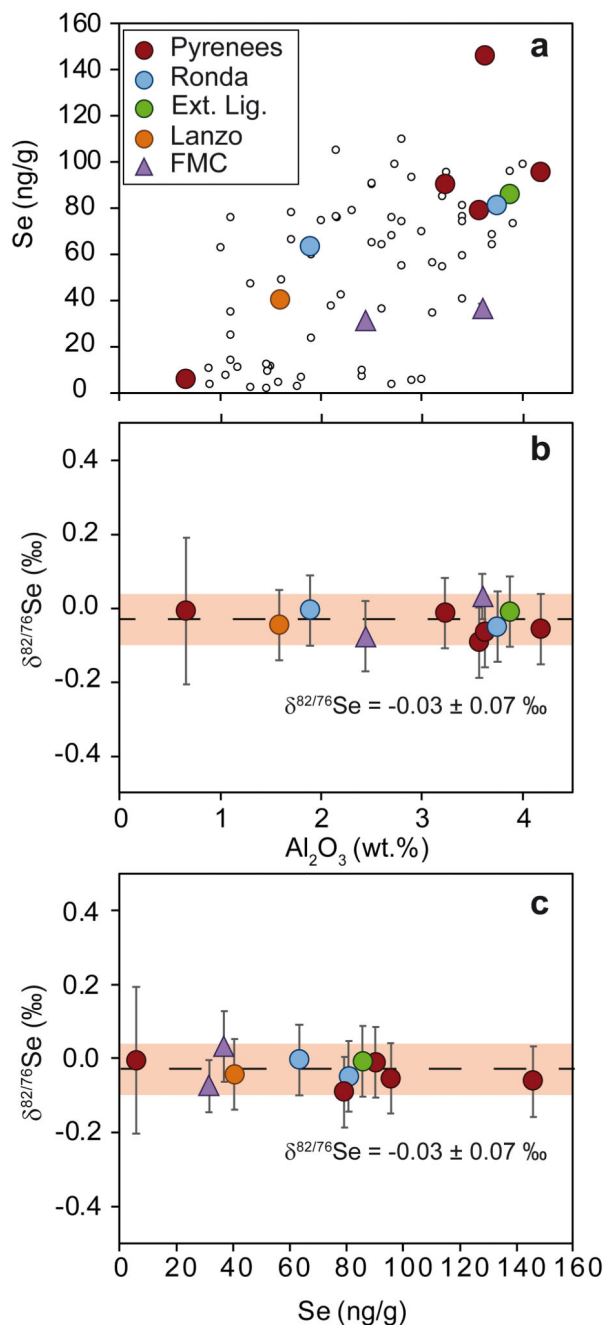 160
140
120
100
80
60
40
20
0
Se (ng/g)
Pyrenees
Ronda
Ext. Lig.
Lanzo
FMC
a
b
0.4
0.2
0.0
-0.2
-0.4
δ82/76Se (‰)
δ82/76Se = -0.03 ± 0.07 ‰
0 1 2 3 4
Al2O3 (wt.%)
c
0.4
0.2
0.0
-0.2
-0.4
δ82/76Se (‰)
δ82/76Se = -0.03 ± 0.07 ‰
0 20 40 60 80 100 120 140 160
Se (ng/g)